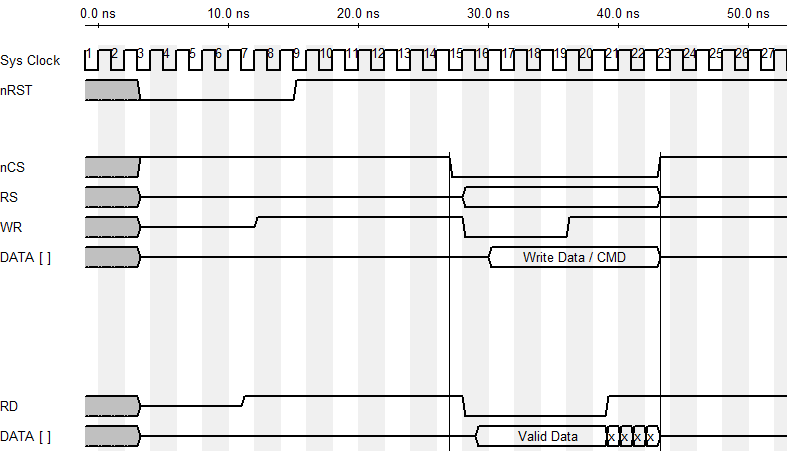 0.0 ns 10.0 ns 20.0 ns 30.0 ns 40.0 ns 50.0 ns
Sys Clock 1 2 3 4 5 6 7 8 9 10 11 12 13 14 15 16 17 18 19 20 21 22 23 24 25 26 27
nRST
nCS
RS
WR
DATA [ ] Write Data / CMD
RD
DATA [ ] Valid Data x x x x